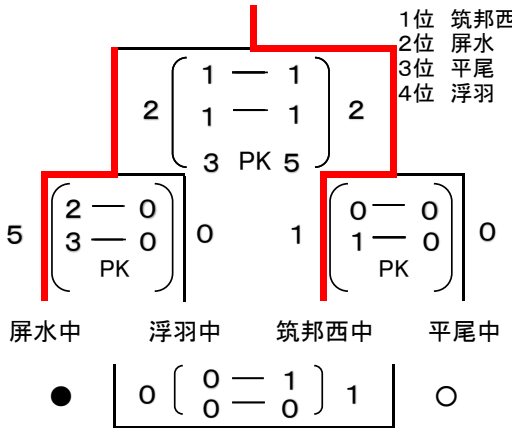 1位 筑邦西
2位 屏水
3位 平尾
4位 浮羽
2 1 — 1 2
1 — 1
3 PK 5
5 2 — 0 0
3 — 0
PK
1 0 — 0 0
1 — 0
PK
屏水中 浮羽中 筑邦西中 平尾中
● 0 0 — 1 1 ○
0 — 0